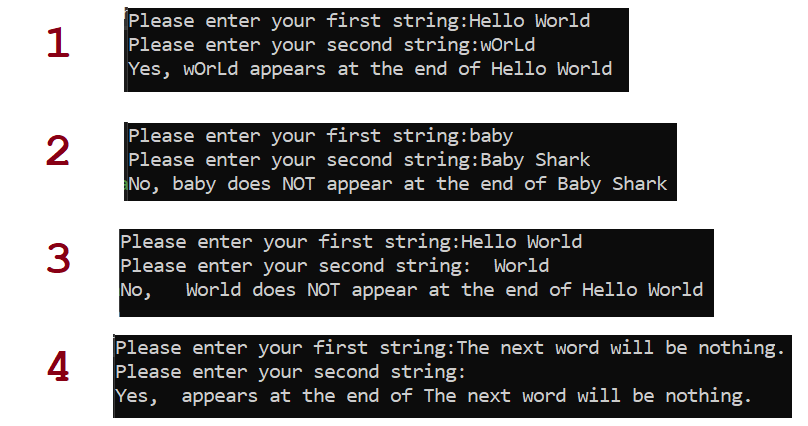 1
Please enter your first string:Hello World
Please enter your second string:wOrLd
Yes, wOrLd appears at the end of Hello World
2
Please enter your first string:baby
Please enter your second string:Baby Shark
No, baby does NOT appear at the end of Baby Shark
3
Please enter your first string:Hello World
Please enter your second string:  World
No,   World does NOT appear at the end of Hello World
4
Please enter your first string:The next word will be nothing.
Please enter your second string:
Yes,  appears at the end of The next word will be nothing.